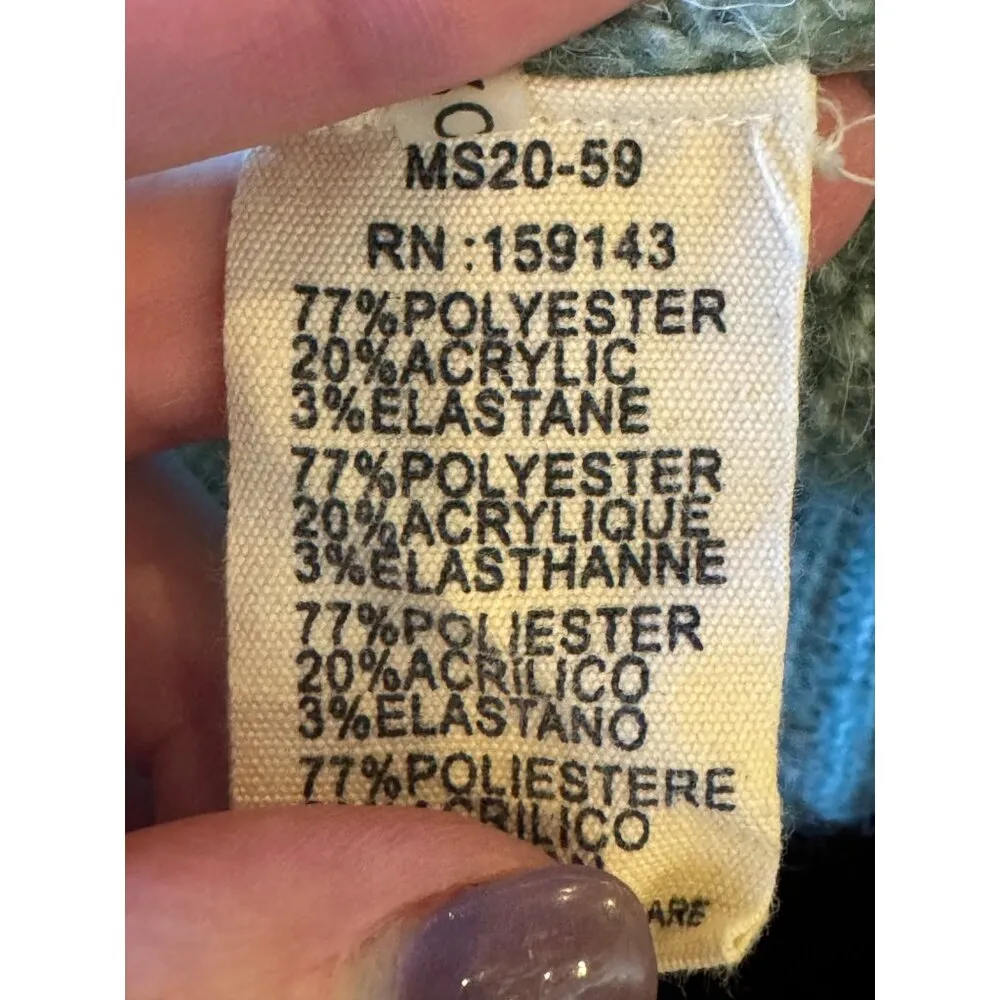 MS20-59
RN :159143
77%POLYESTER
20%ACRYLIC
3%ELASTANE
77%POLYESTER
20%ACRYLIQUE
3%ELASTHANNE
77%POLIESTER
20%ACRÍLICO
3%ELASTANO
77%POLIESTERE
ACRILICO